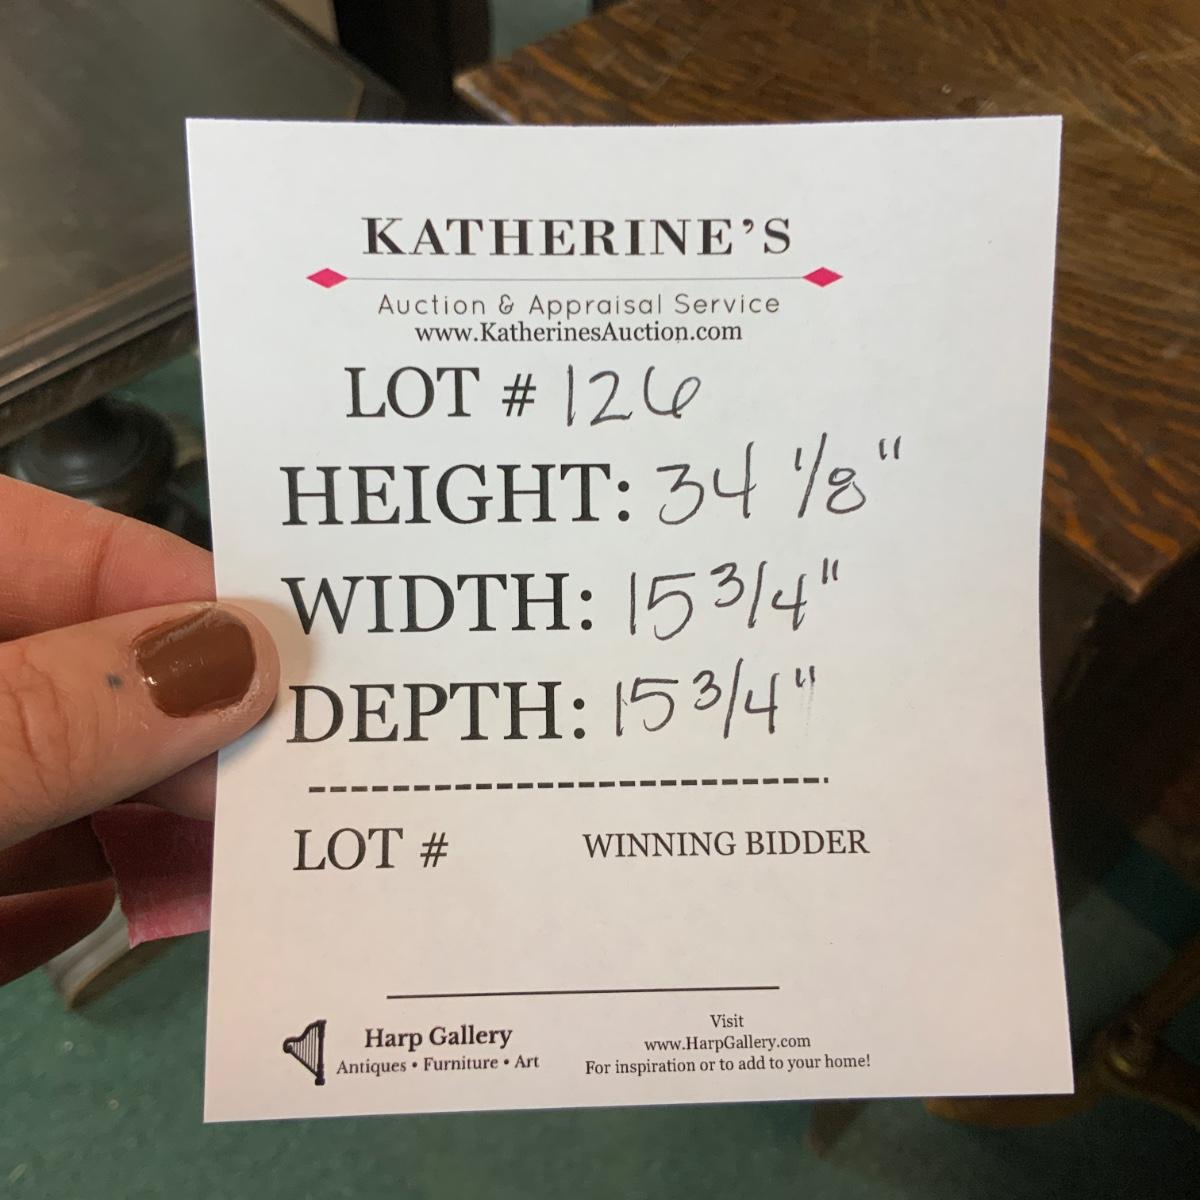 KATHERINE'S
Auction & Appraisal Service
www.KatherinesAuction.com
LOT # 126
HEIGHT: 34 1/8"
WIDTH: 15 3/4"
DEPTH: 15 3/4"
LOT # WINNING BIDDER
Harp Gallery
Antiques • Furniture • Art
Visit
www.HarpGallery.com
For inspiration or to add to your home!